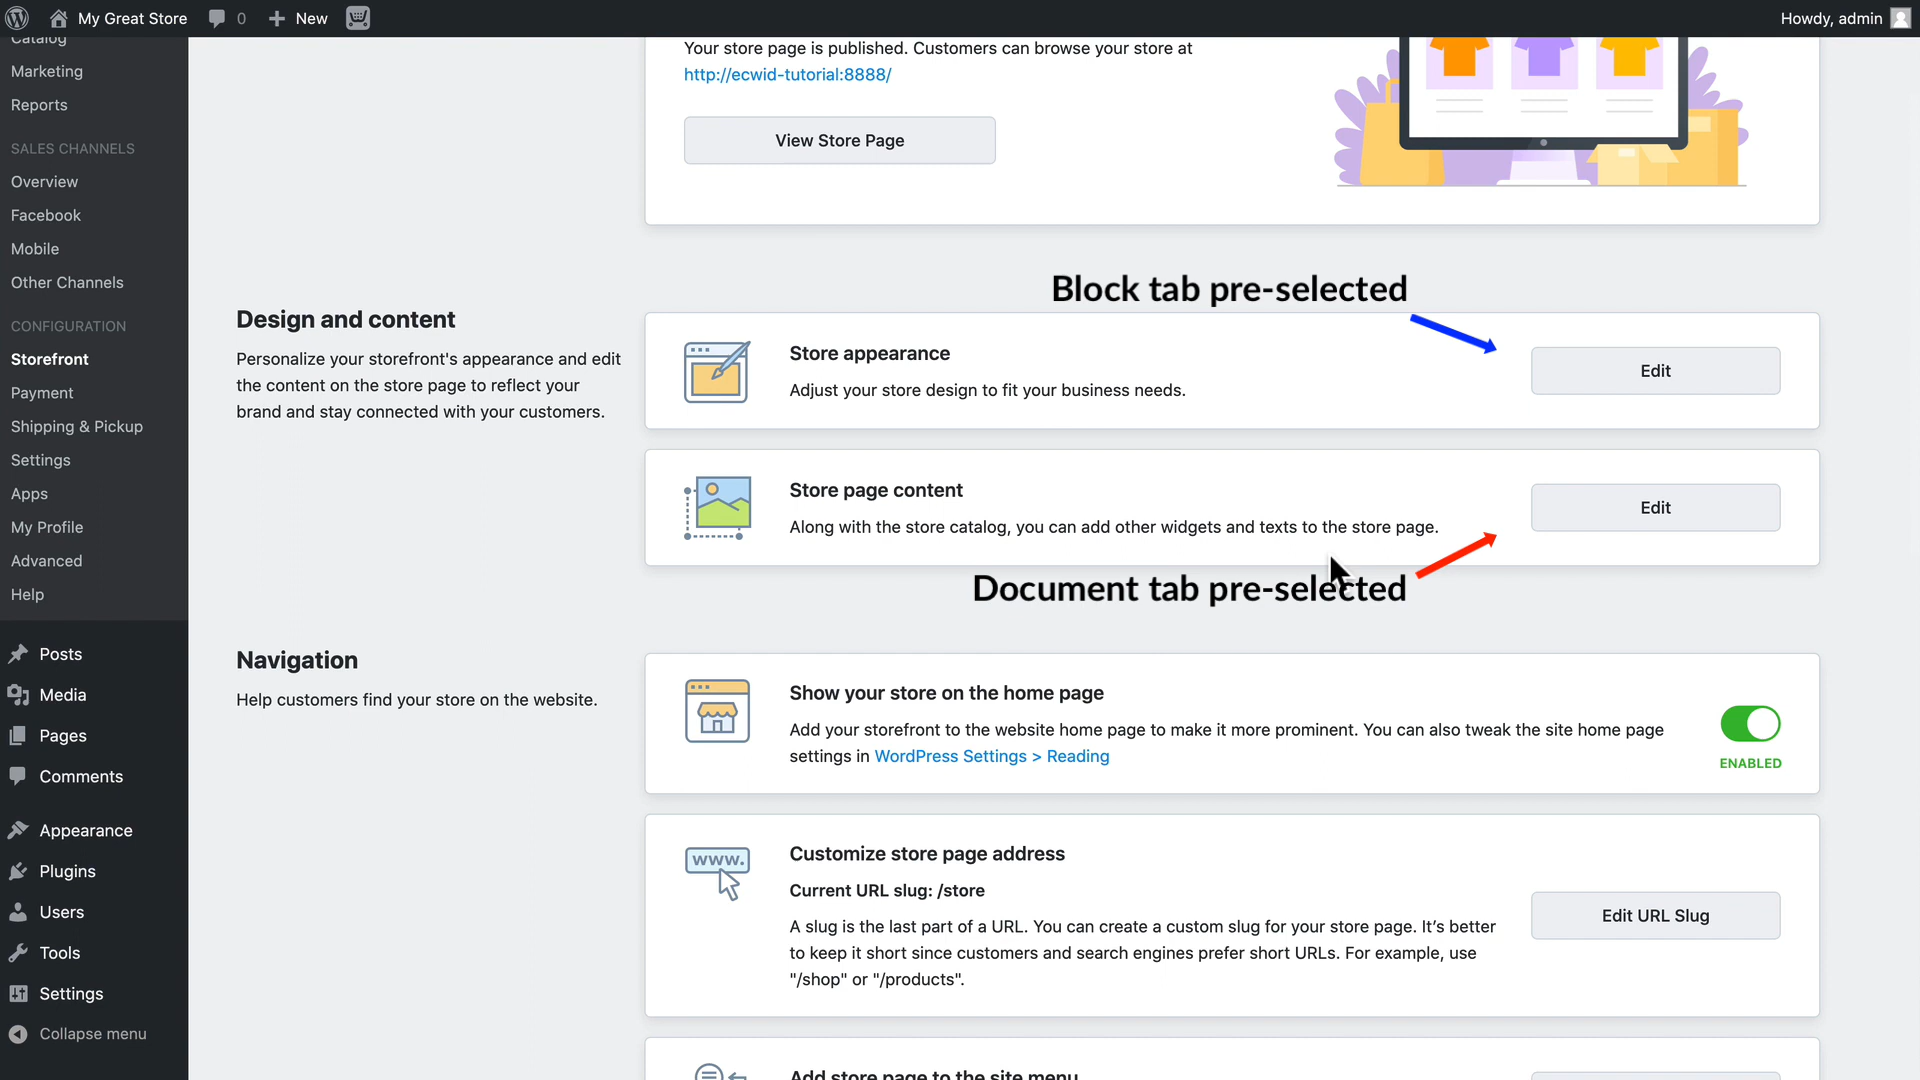 My Great Store
0
New
Howdy, admin
Catalog
Marketing
Reports
SALES CHANNELS
Overview
Facebook
Mobile
Other Channels
CONFIGURATION
Storefront
Payment
Shipping & Pickup
Settings
Apps
My Profile
Advanced
Help
Posts
Media
Pages
Comments
Appearance
Plugins
Users
Tools
Settings
Collapse menu
Your store page is published. Customers can browse your store at
http://ecwid-tutorial:8888/
View Store Page
Block tab pre-selected
Design and content
Personalize your storefront's appearance and edit
the content on the store page to reflect your
brand and stay connected with your customers.
Store appearance
Adjust your store design to fit your business needs.
Edit
Store page content
Along with the store catalog, you can add other widgets and texts to the store page.
Edit
Document tab pre-selected
Navigation
Help customers find your store on the website.
Show your store on the home page
Add your storefront to the website home page to make it more prominent. You can also tweak the site home page
settings in WordPress Settings > Reading
ENABLED
www.
Customize store page address
Current URL slug: /store
A slug is the last part of a URL. You can create a custom slug for your store page. It’s better
to keep it short since customers and search engines prefer short URLs. For example, use
"/shop" or "/products".
Edit URL Slug
Add store page to the site menu